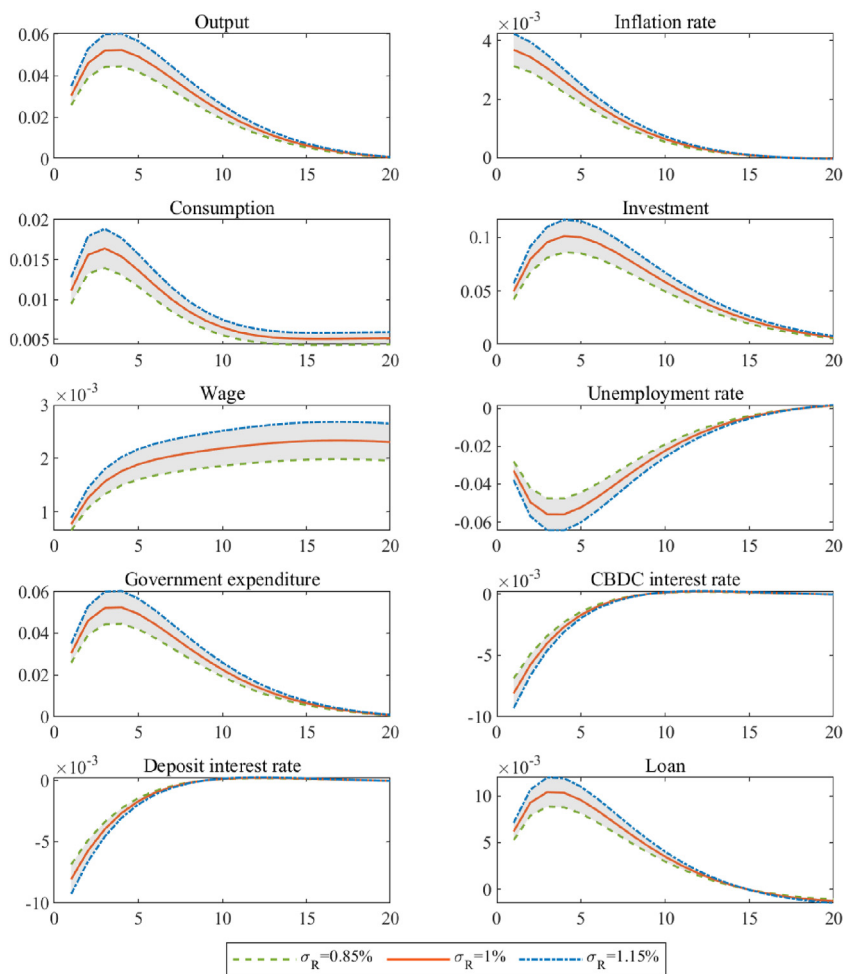 Output
0.06
0.04
0.02
0
0 5 10 15 20
Inflation rate
×10-3
4
2
0
0 5 10 15 20
Consumption
0.02
0.015
0.01
0.005
0 5 10 15 20
Investment
0.1
0.05
0
0 5 10 15 20
Wage
×10-3
3
2
1
0 5 10 15 20
Unemployment rate
0
-0.02
-0.04
-0.06
0 5 10 15 20
Government expenditure
0.06
0.04
0.02
0
0 5 10 15 20
CBDC interest rate
×10-3
0
-5
-10
0 5 10 15 20
Deposit interest rate
×10-3
0
-5
-10
0 5 10 15 20
Loan
×10-3
10
5
0
0 5 10 15 20
σR=0.85% σR=1% σR=1.15%